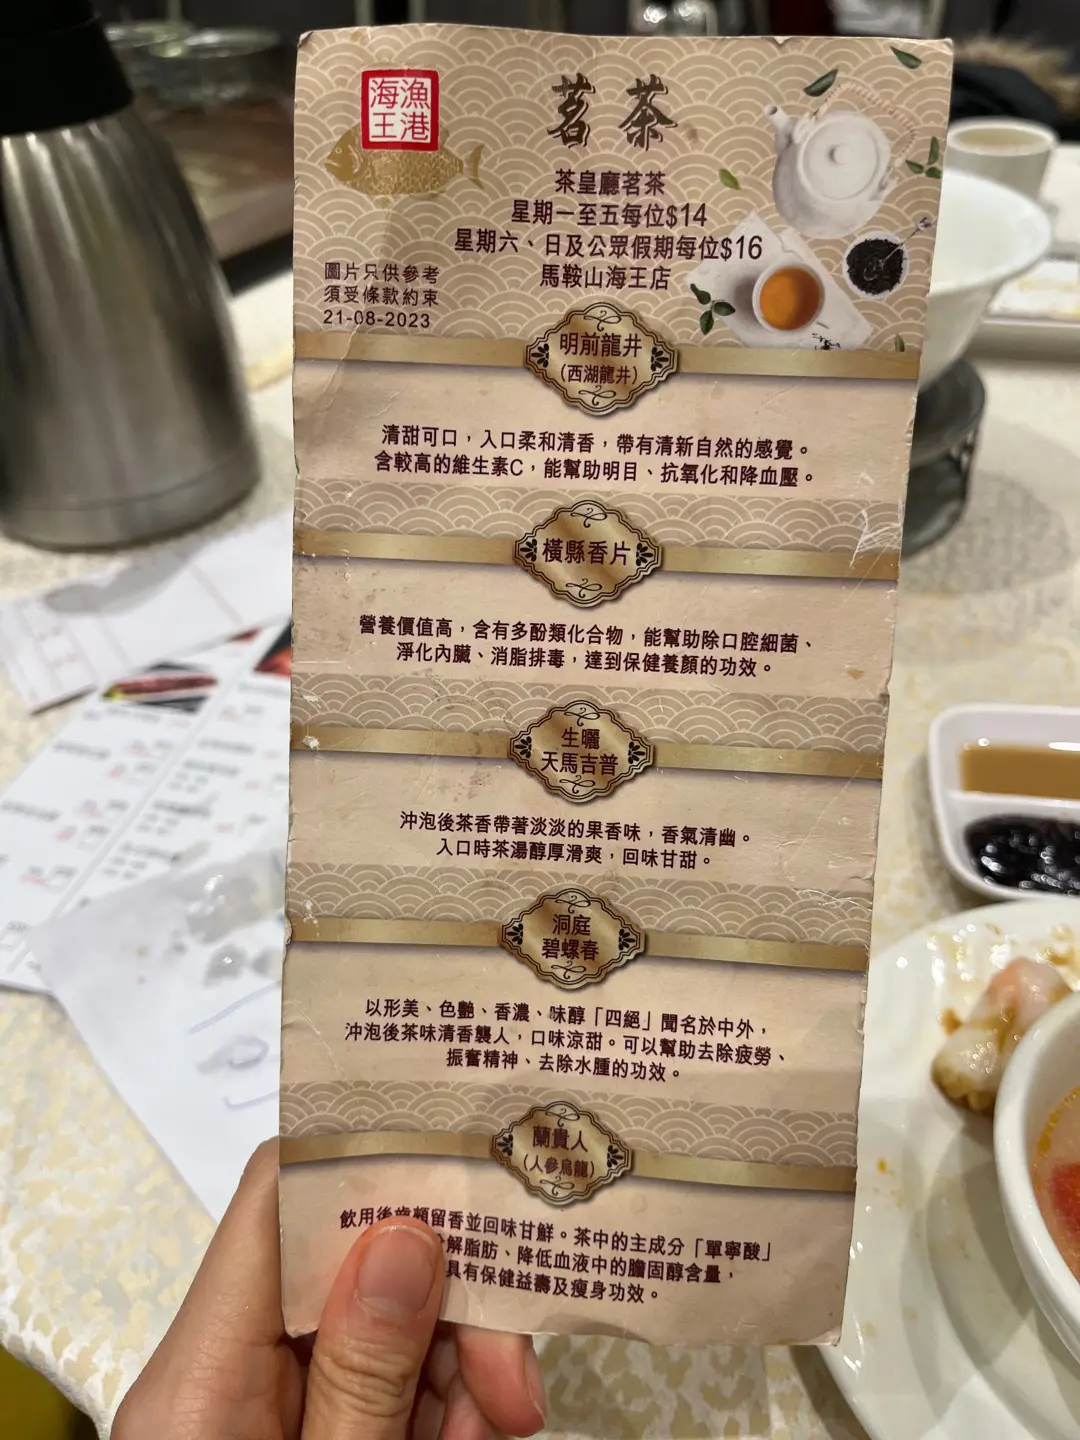 海漁
王港
茗茶
茶皇廳茗茶
星期一至五每位$14
星期六、日及公眾假期每位$16
馬鞍山海王店
圖片只供參考
須受條款約束
21-08-2023
明前龍井
(西湖龍井)
清甜可口，入口柔和清香，帶有清新自然的感覺。
含較高的維生素C，能幫助明目、抗氧化和降血壓。
橫縣香片
營養價值高，含有多酚類化合物，能幫助除口腔細菌、
淨化內臟、消脂排毒，達到保健養顏的功效。
生曬
天馬吉普
沖泡後茶香帶著淡淡的果香味，香氣清幽。
入口時茶湯醇厚滑爽，回味甘甜。
洞庭
碧螺春
以形美、色艷、香濃、味醇「四絕」聞名於中外，
沖泡後茶味清香襲人，口味涼甜。可以幫助去除疲勞、
振奮精神、去除水腫的功效。
蘭貴人
(人參烏龍)
飲用後齒頰留香並回味甘鮮。茶中的主成分「單寧酸」
解脂肪、降低血液中的膽固醇含量，
具有保健益壽及瘦身功效。